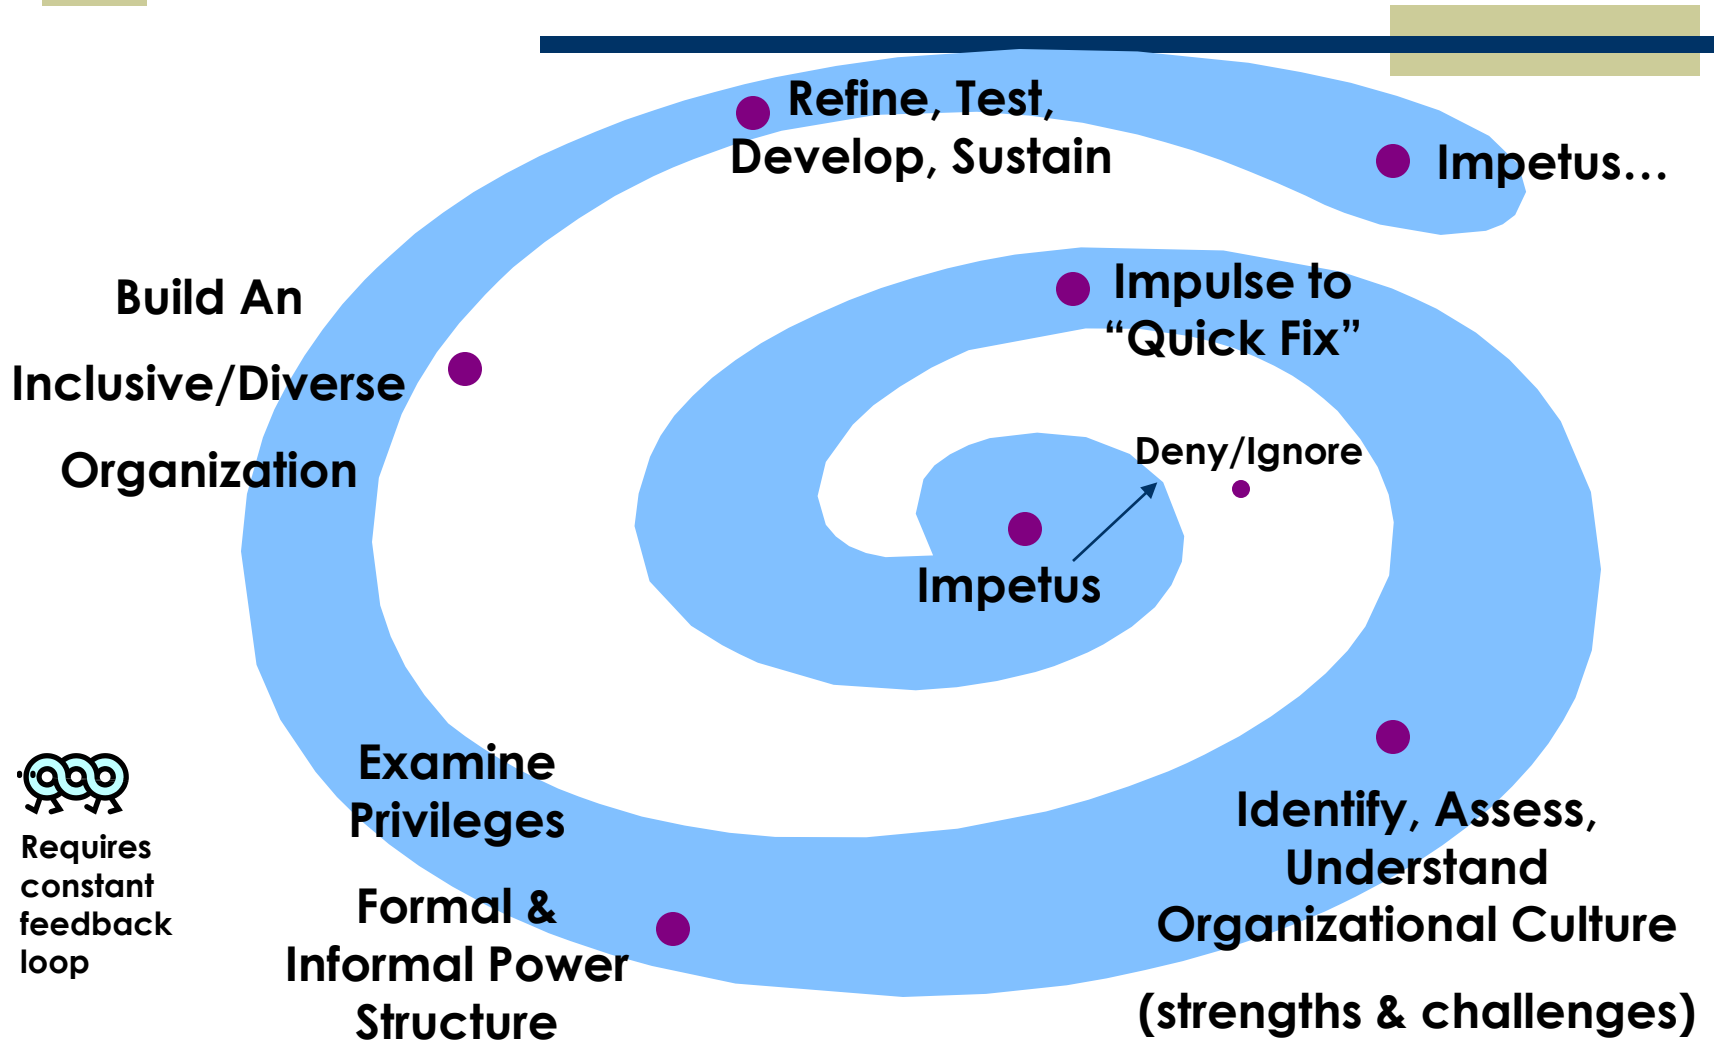 Refine, Test,
Develop, Sustain
Impetus…
Build An
Inclusive/Diverse
Organization
Impulse to
“Quick Fix”
Deny/Ignore
Impetus
Examine
Privileges
Formal &
Informal Power
Structure
Identify, Assess,
Understand
Organizational Culture
(strengths & challenges)
Requires
constant
feedback
loop